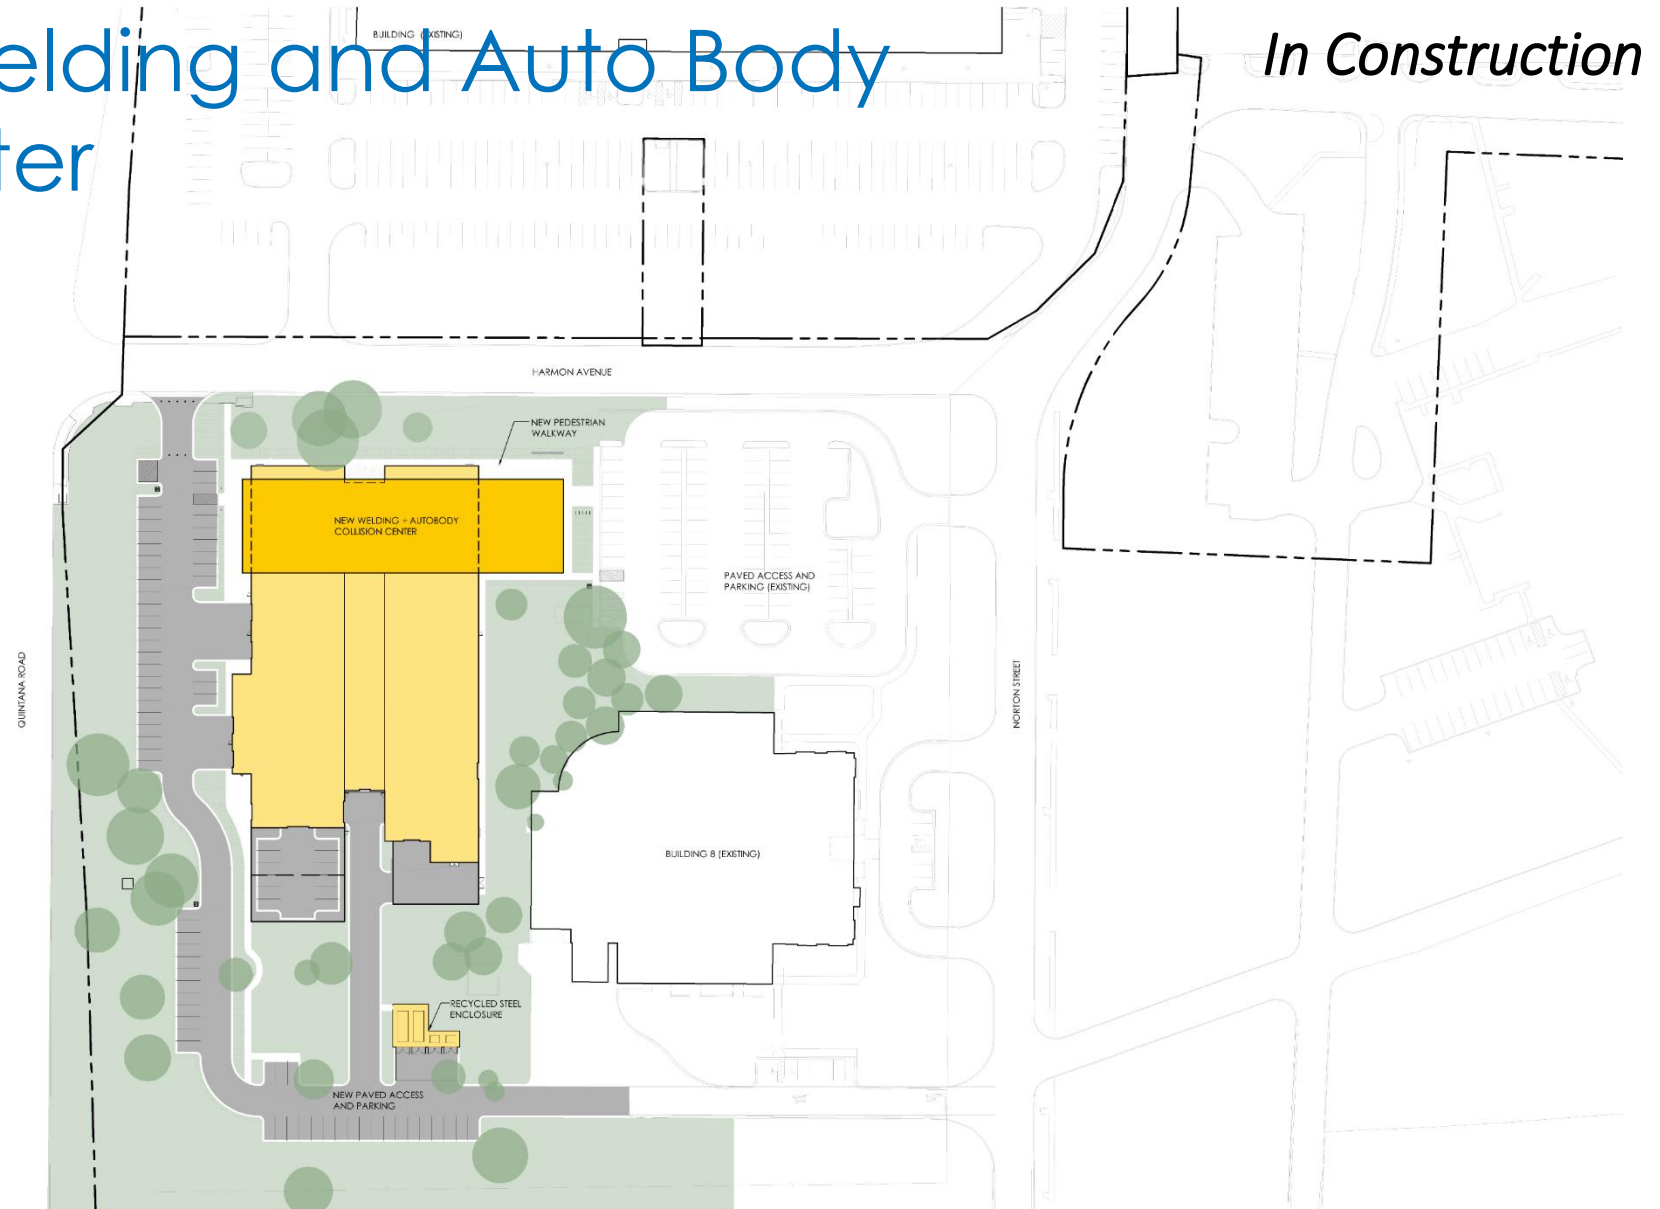 elding and Auto Body
ter
In Construction
BUILDING (EXISTING)
HARMON AVENUE
NEW PEDESTRIAN
WALKWAY
NEW WELDING + AUTOBODY
COLLISION CENTER
PAVED ACCESS AND
PARKING (EXISTING)
QUINTANA ROAD
NORTON STREET
BUILDING 8 (EXISTING)
RECYCLED STEEL
ENCLOSURE
NEW PAVED ACCESS
AND PARKING